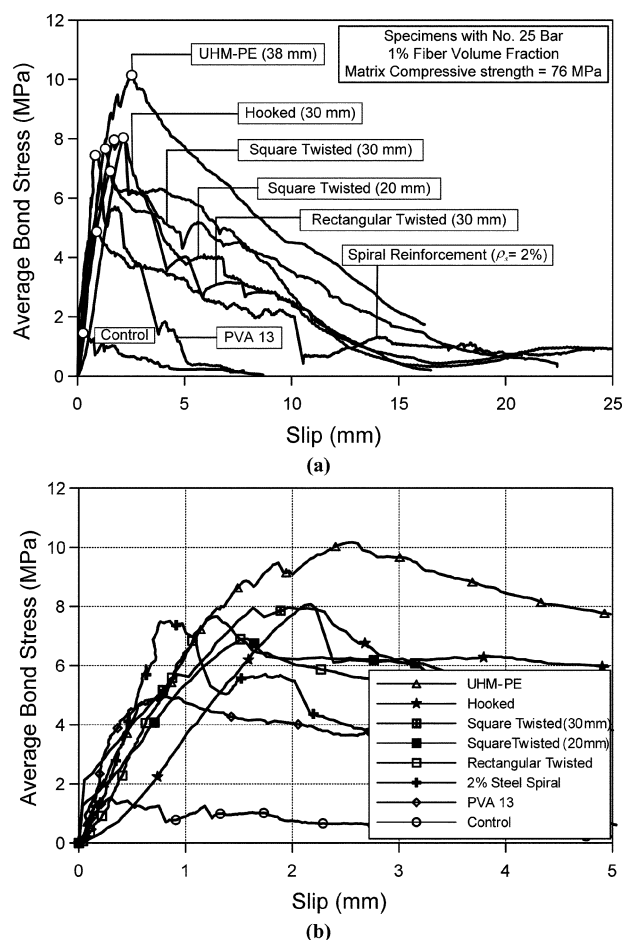 (a)
12
10
8
6
4
2
0
Average Bond Stress (MPa)
UHM-PE (38 mm)
Specimens with No. 25 Bar
1% Fiber Volume Fraction
Matrix Compressive strength = 76 MPa
Hooked (30 mm)
Square Twisted (30 mm)
Square Twisted (20 mm)
Rectangular Twisted (30 mm)
Spiral Reinforcement (ρs= 2%)
Control
PVA 13
0 5 10 15 20 25
Slip (mm)
(a)
12
10
8
6
4
2
0
Average Bond Stress (MPa)
UHM-PE
Hooked
Square Twisted(30mm)
SquareTwisted (20mm)
Rectangular Twisted
2% Steel Spiral
PVA 13
Control
0 1 2 3 4 5
Slip (mm)
(b)